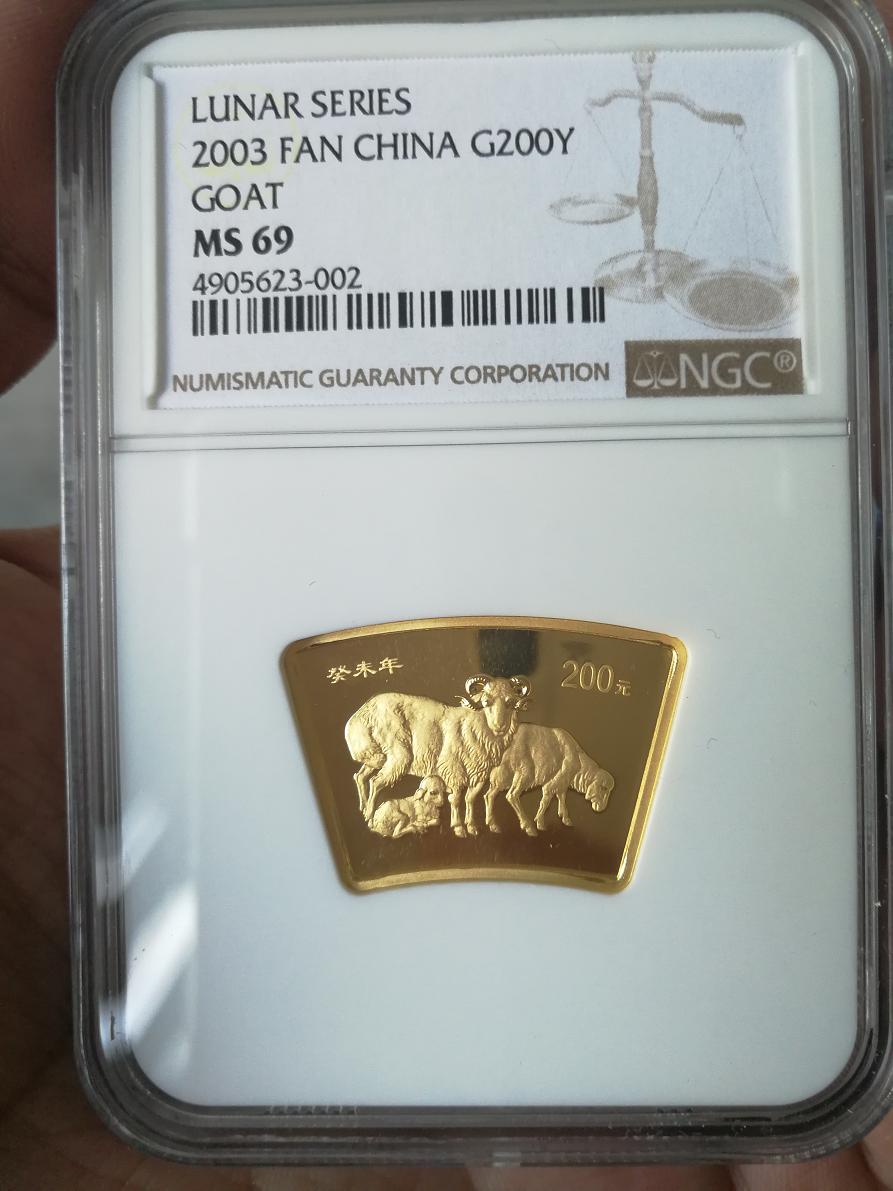 LUNAR SERIES
2003 FAN CHINA G200Y
GOAT
MS 69
4905623-002
NUMISMATIC GUARANTY CORPORATION
NGC®
癸未年
200元